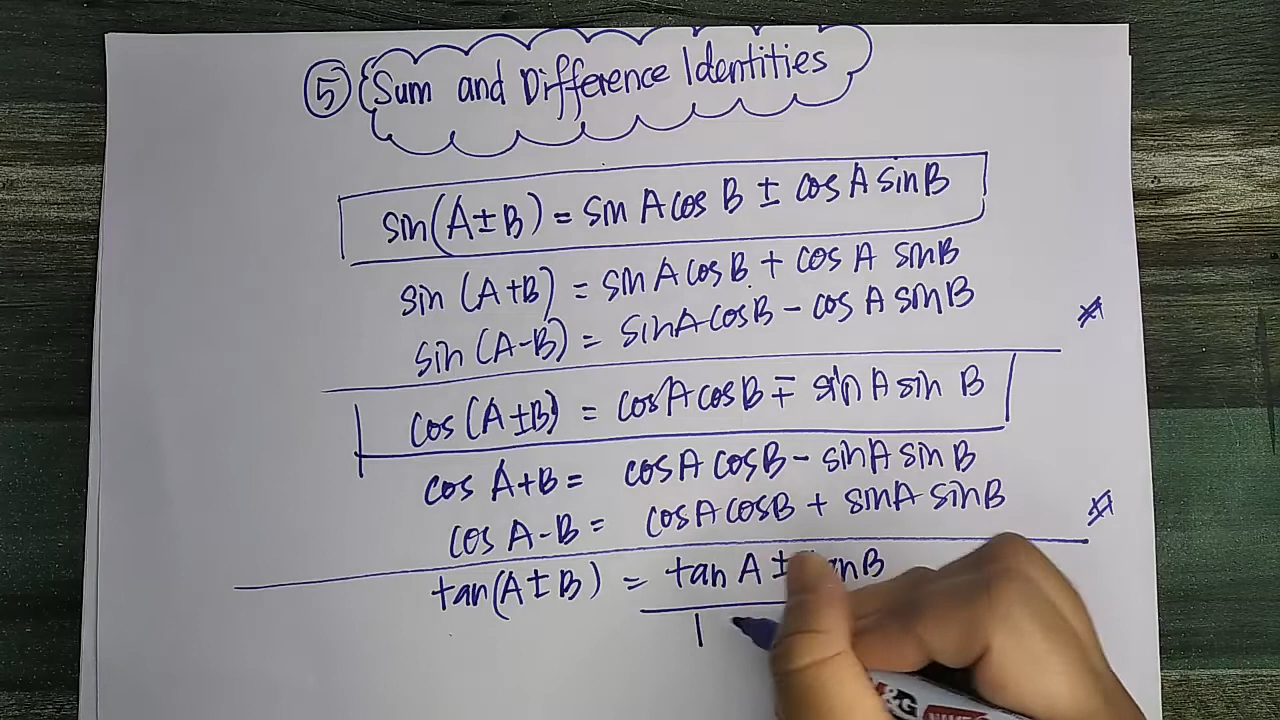 ⑤ Sum and Difference Identities
sin(A±B) = sin A cos B ± cos A sin B
sin (A+B) = sin A cos B + cos A sin B
sin (A-B) = sin A cos B - cos A sin B
cos (A±B) = cos A cos B ∓ sin A sin B
cos A+B = cos A cos B - sin A sin B
cos A-B = cos A cos B + sin A sin B
tan(A±B) = tan A ± tan B
1
&G